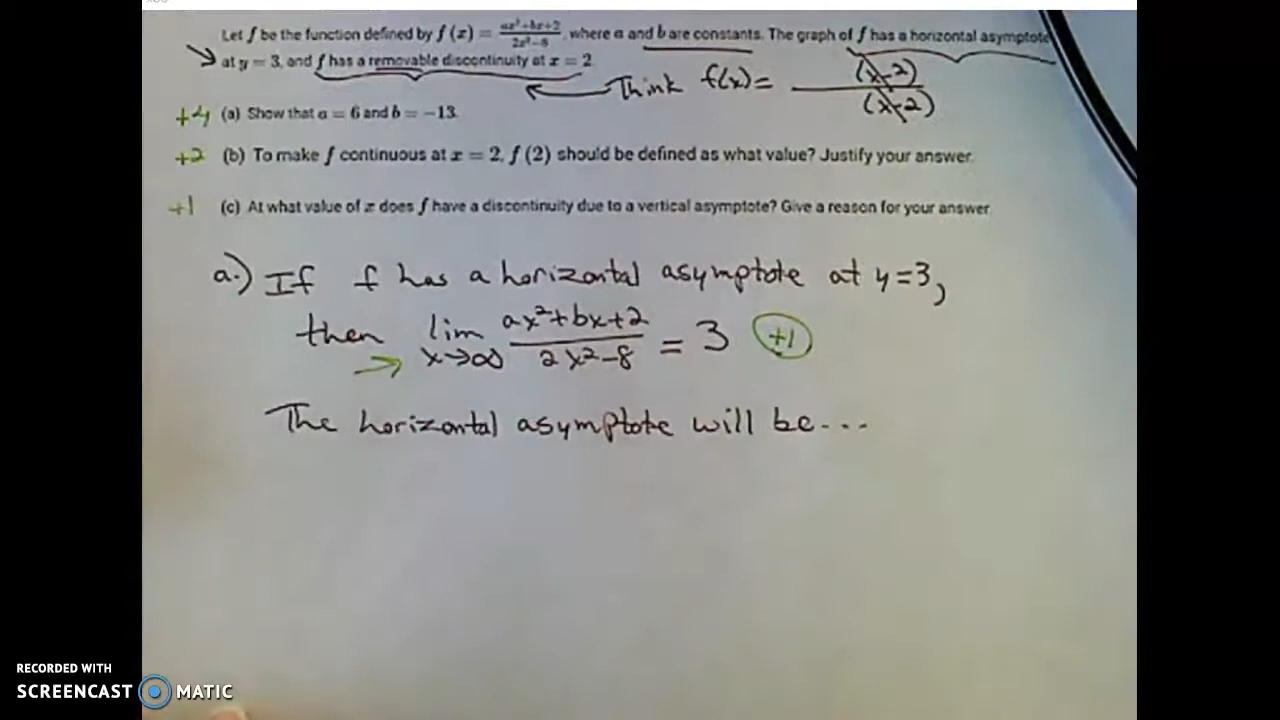 Let f be the function defined by f (x) = ax²+bx+2 / 2x²−8, where a and b are constants. The graph of f has a horizontal asymptote
at y = 3, and f has a removable discontinuity at x = 2.
Think f(x) = (x-2) / (x-2)
+4 (a) Show that a = 6 and b = −13.
+2 (b) To make f continuous at x = 2, f (2) should be defined as what value? Justify your answer.
+1 (c) At what value of x does f have a discontinuity due to a vertical asymptote? Give a reason for your answer
a.) If f has a horizontal asymptote at y=3,
then lim x→∞ ax²+bx+2 / 2x²-8 = 3 +1
The horizontal asymptote will be...
RECORDED WITH
SCREENCAST MATIC